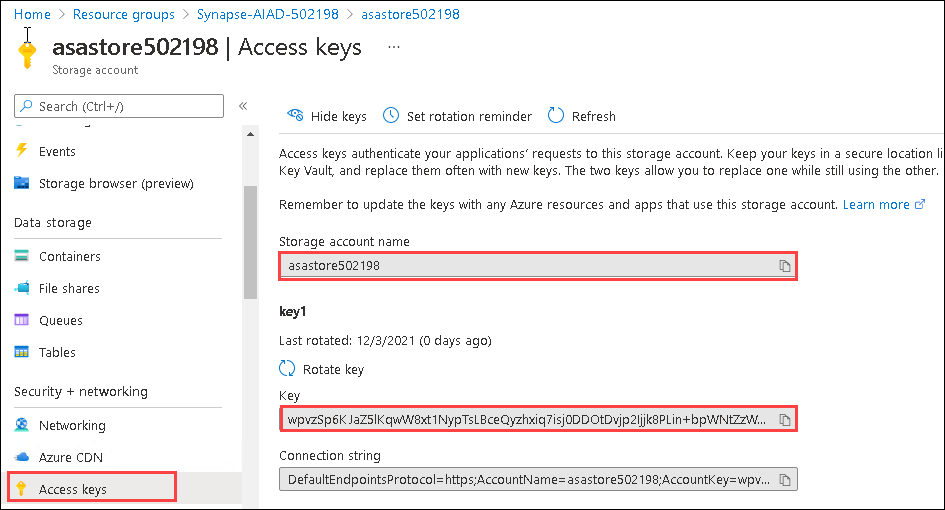 Home > Resource groups > Synapse-AIAD-502198 > asastore502198
asastore502198 | Access keys ...
Storage account
Search (Ctrl+/)
«
Events
Storage browser (preview)
Data storage
Containers
File shares
Queues
Tables
Security + networking
Networking
Azure CDN
Access keys
Hide keys
Set rotation reminder
Refresh
Access keys authenticate your applications' requests to this storage account. Keep your keys in a secure location li
Key Vault, and replace them often with new keys. The two keys allow you to replace one while still using the other.
Remember to update the keys with any Azure resources and apps that use this storage account. Learn more
Storage account name
asastore502198
key1
Last rotated: 12/3/2021 (0 days ago)
Rotate key
Key
Connection string
DefaultEndpointsProtocol=https;AccountName=asastore502198;AccountKey=wpv...